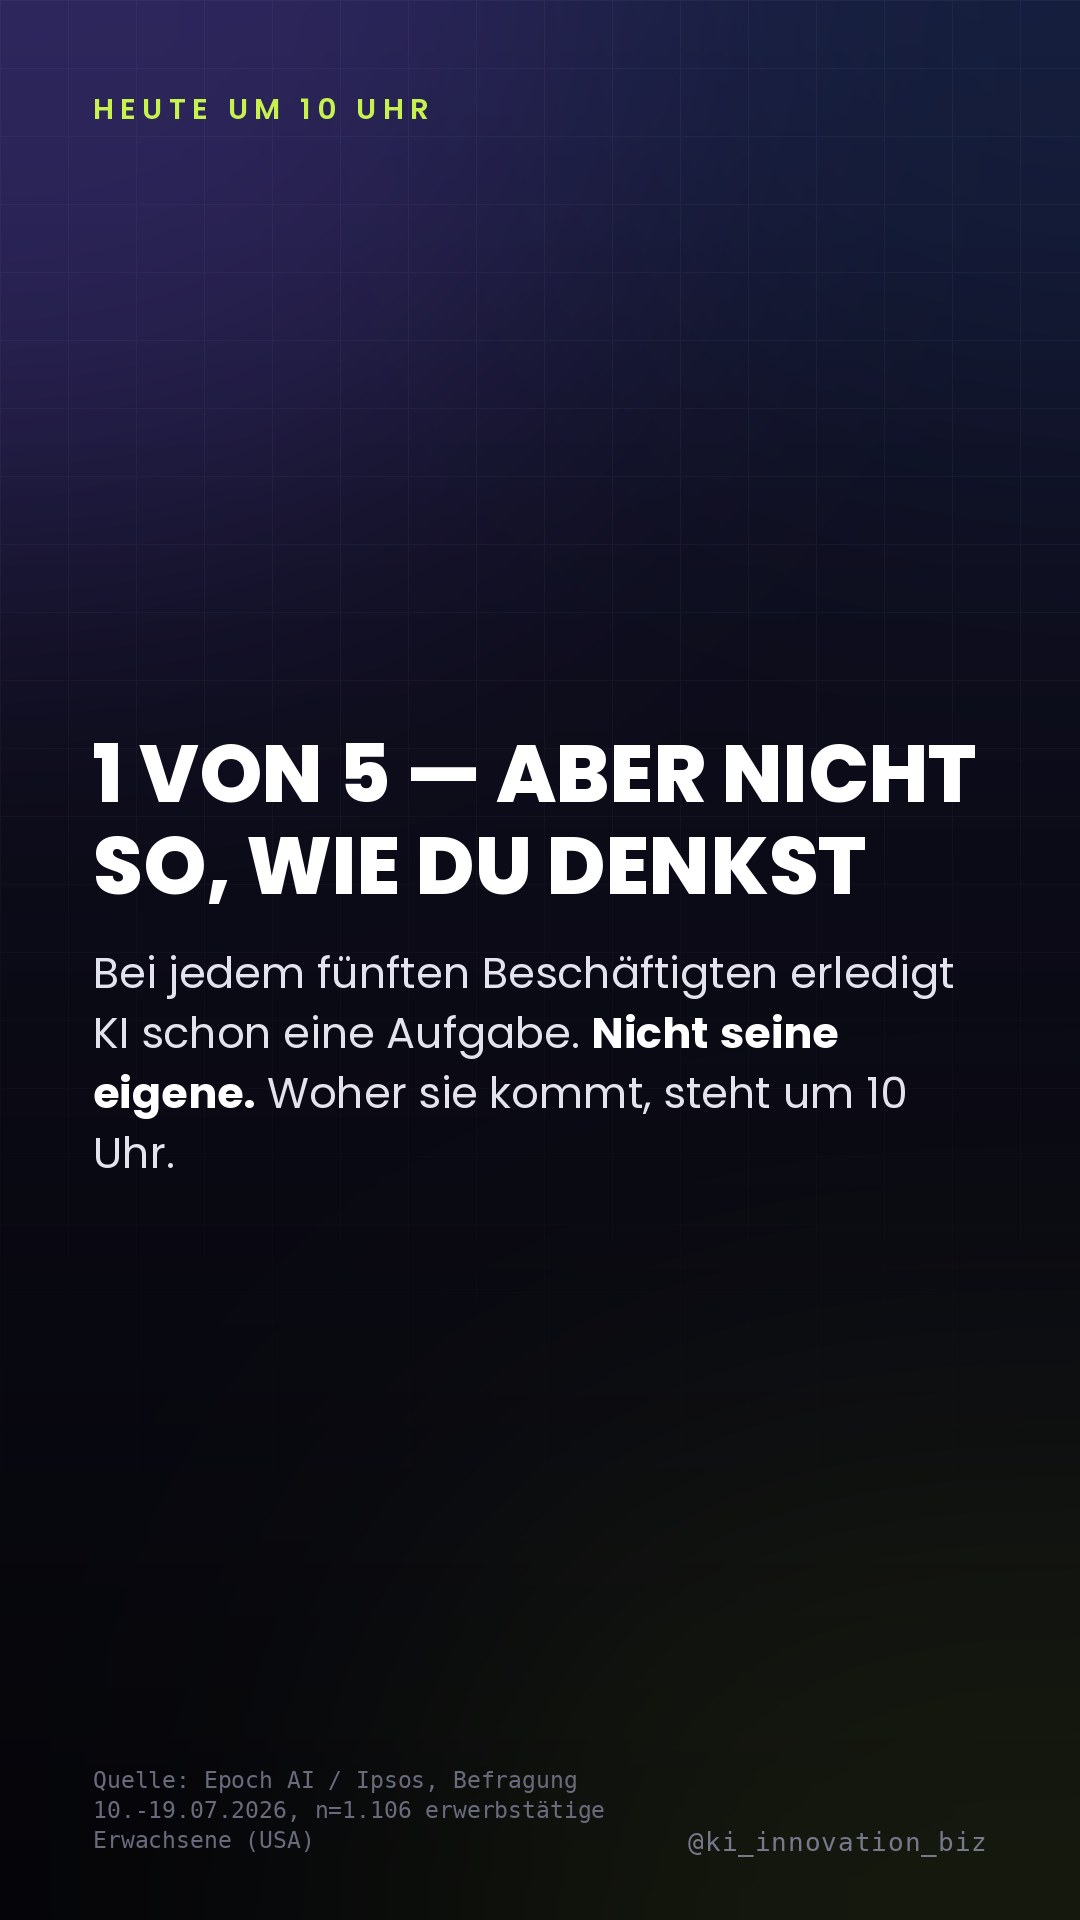 HEUTE UM 10 UHR
1 VON 5 — ABER NICHT
SO, WIE DU DENKST
Bei jedem fünften Beschäftigten erledigt
KI schon eine Aufgabe. Nicht seine
eigene. Woher sie kommt, steht um 10
Uhr.
Quelle: Epoch AI / Ipsos, Befragung
10.-19.07.2026, n=1.106 erwerbstätige
Erwachsene (USA)
@ki_innovation_biz